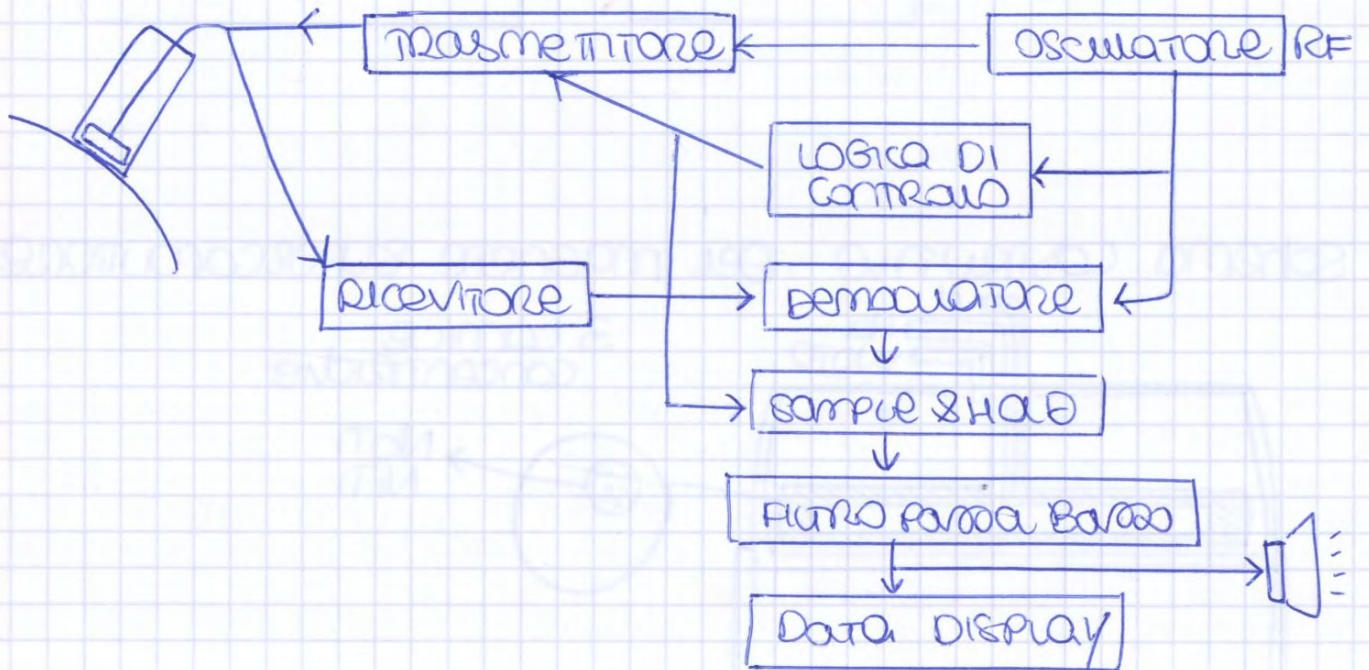 TRASMETTITORE
OSCILLATORE RF
LOGICA DI
CONTROLLO
RICEVITORE
DEMODULATORE
SAMPLE & HOLD
FILTRO PASSA BASSO
DATA DISPLAY